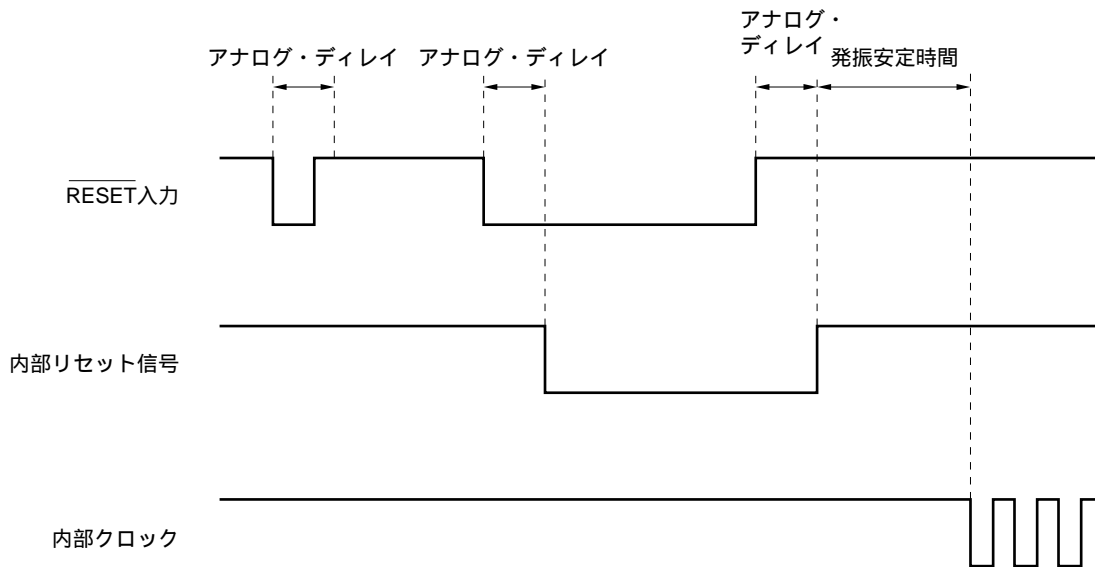 アナログ・
ディレイ
アナログ・ディレイ
アナログ・ディレイ
発振安定時間
RESET入力
内部リセット信号
内部クロック